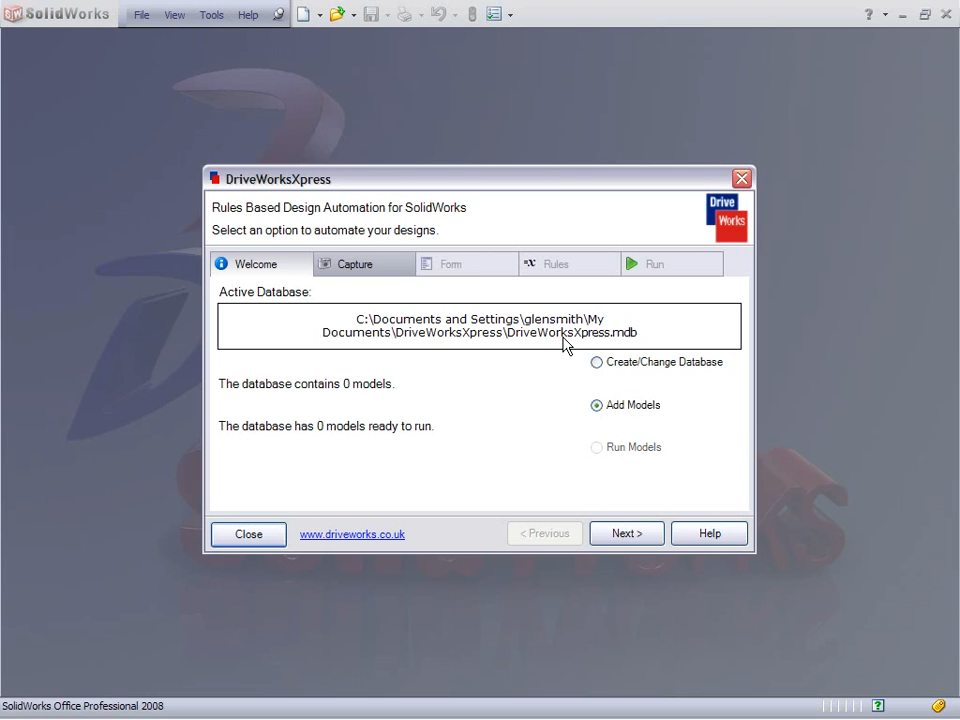 SolidWorks File View Tools Help
DriveWorksXpress
Rules Based Design Automation for SolidWorks
Select an option to automate your designs.
Drive
Works
Welcome Capture Form Rules Run
Active Database:
C:\Documents and Settings\glensmith\My
Documents\DriveWorksXpress\DriveWorksXpress.mdb
Create/Change Database
The database contains 0 models.
Add Models
The database has 0 models ready to run.
Run Models
Close www.driveworks.co.uk < Previous Next > Help
SolidWorks Office Professional 2008